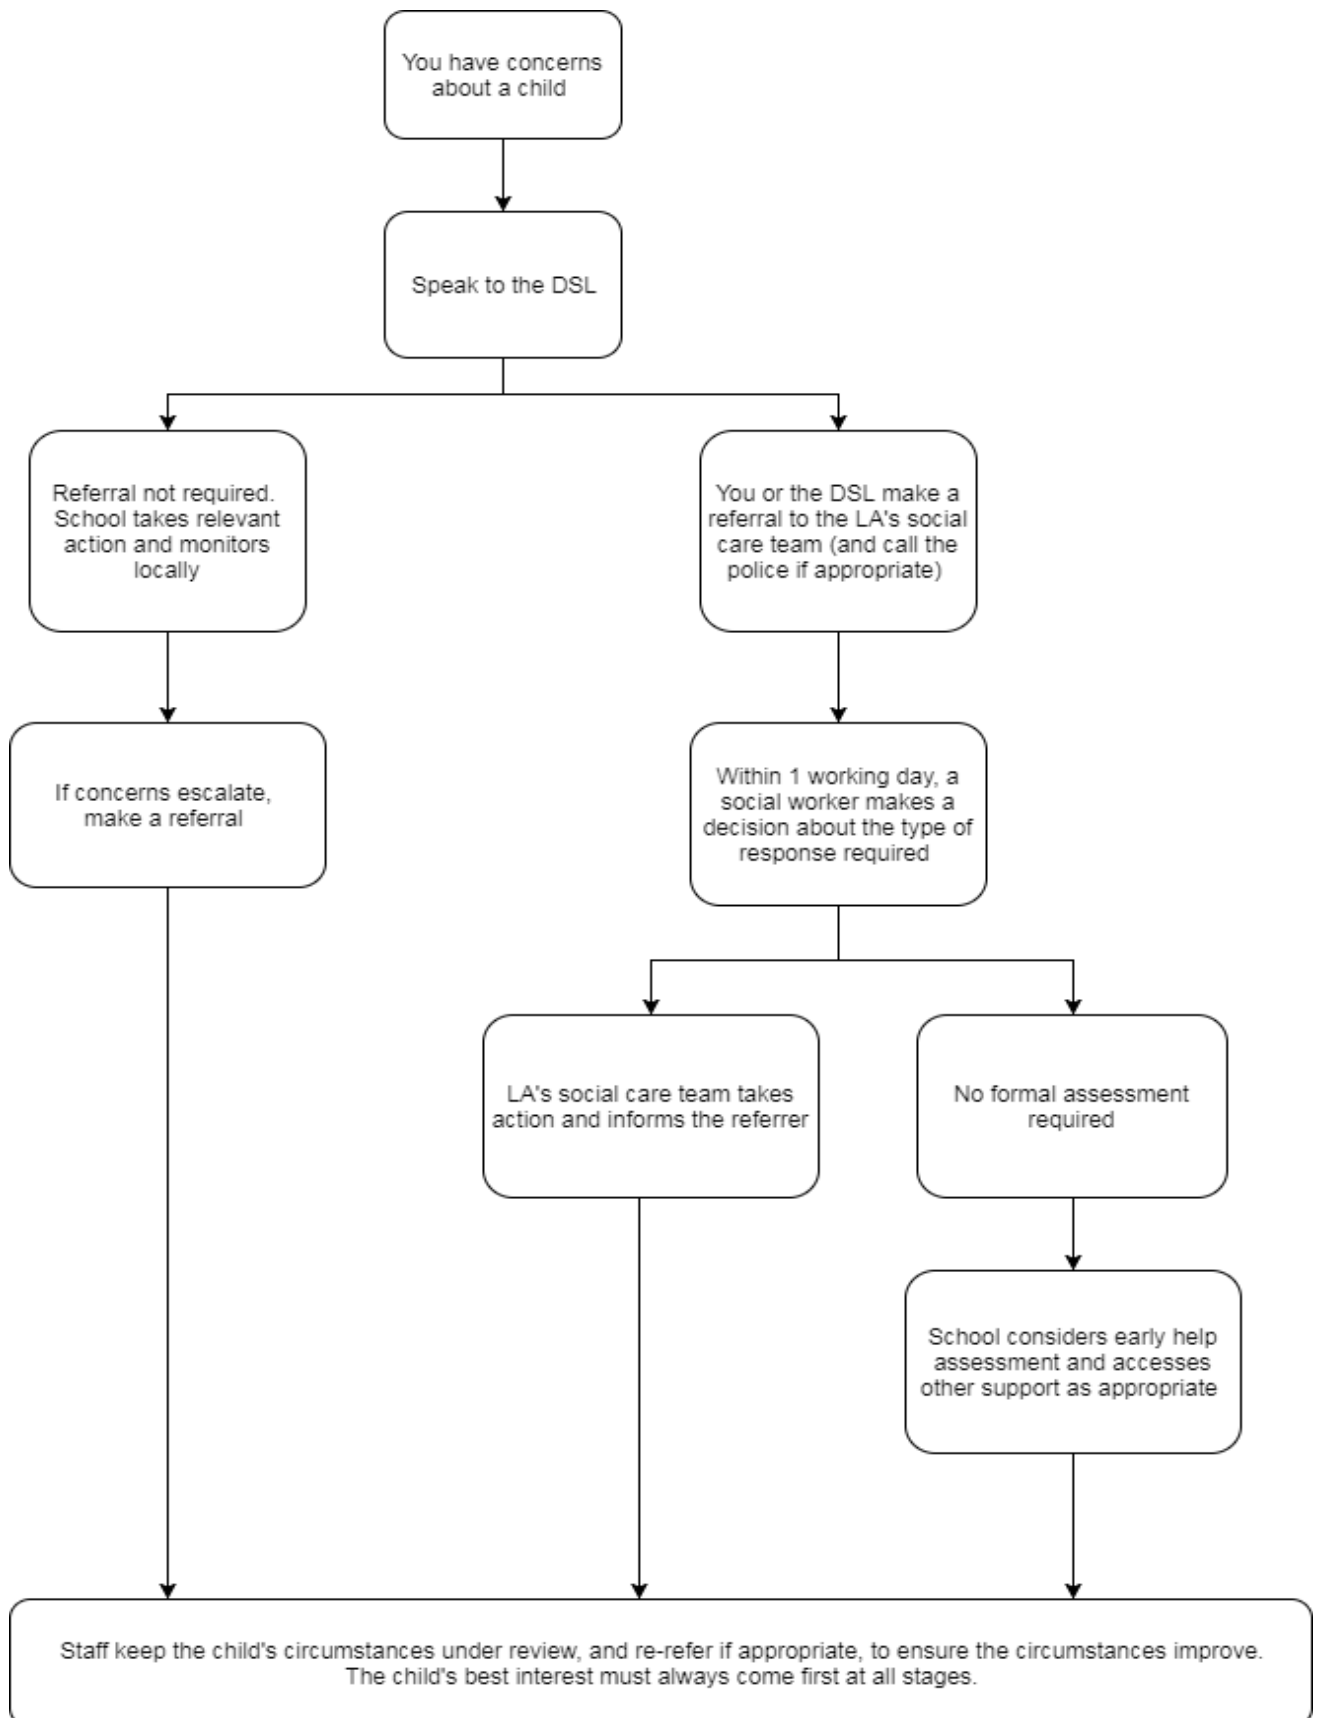 You have concerns
about a child
Speak to the DSL
Referral not required.
School takes relevant
action and monitors
locally
You or the DSL make a
referral to the LA's social
care team (and call the
police if appropriate)
If concerns escalate,
make a referral
Within 1 working day, a
social worker makes a
decision about the type of
response required
LA's social care team takes
action and informs the referrer
No formal assessment
required
School considers early help
assessment and accesses
other support as appropriate
Staff keep the child's circumstances under review, and re-refer if appropriate, to ensure the circumstances improve.
The child's best interest must always come first at all stages.